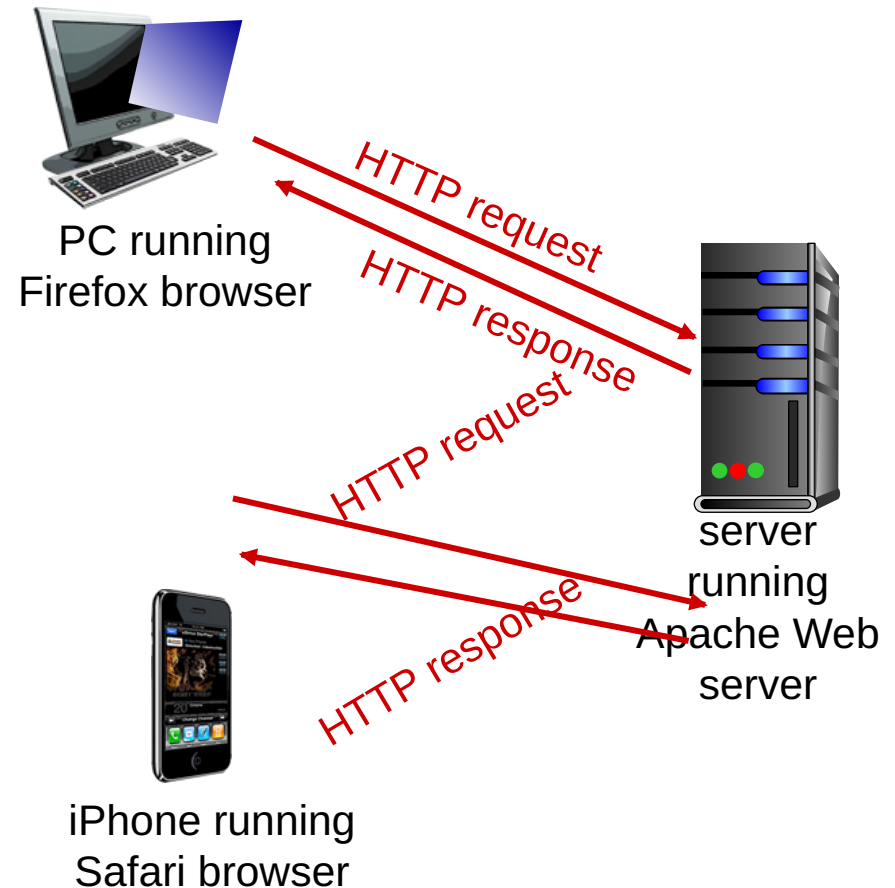 HTTP request
PC running
Firefox browser
HTTP response
HTTP request
server
running
Apache Web
server
HTTP response
iPhone running
Safari browser